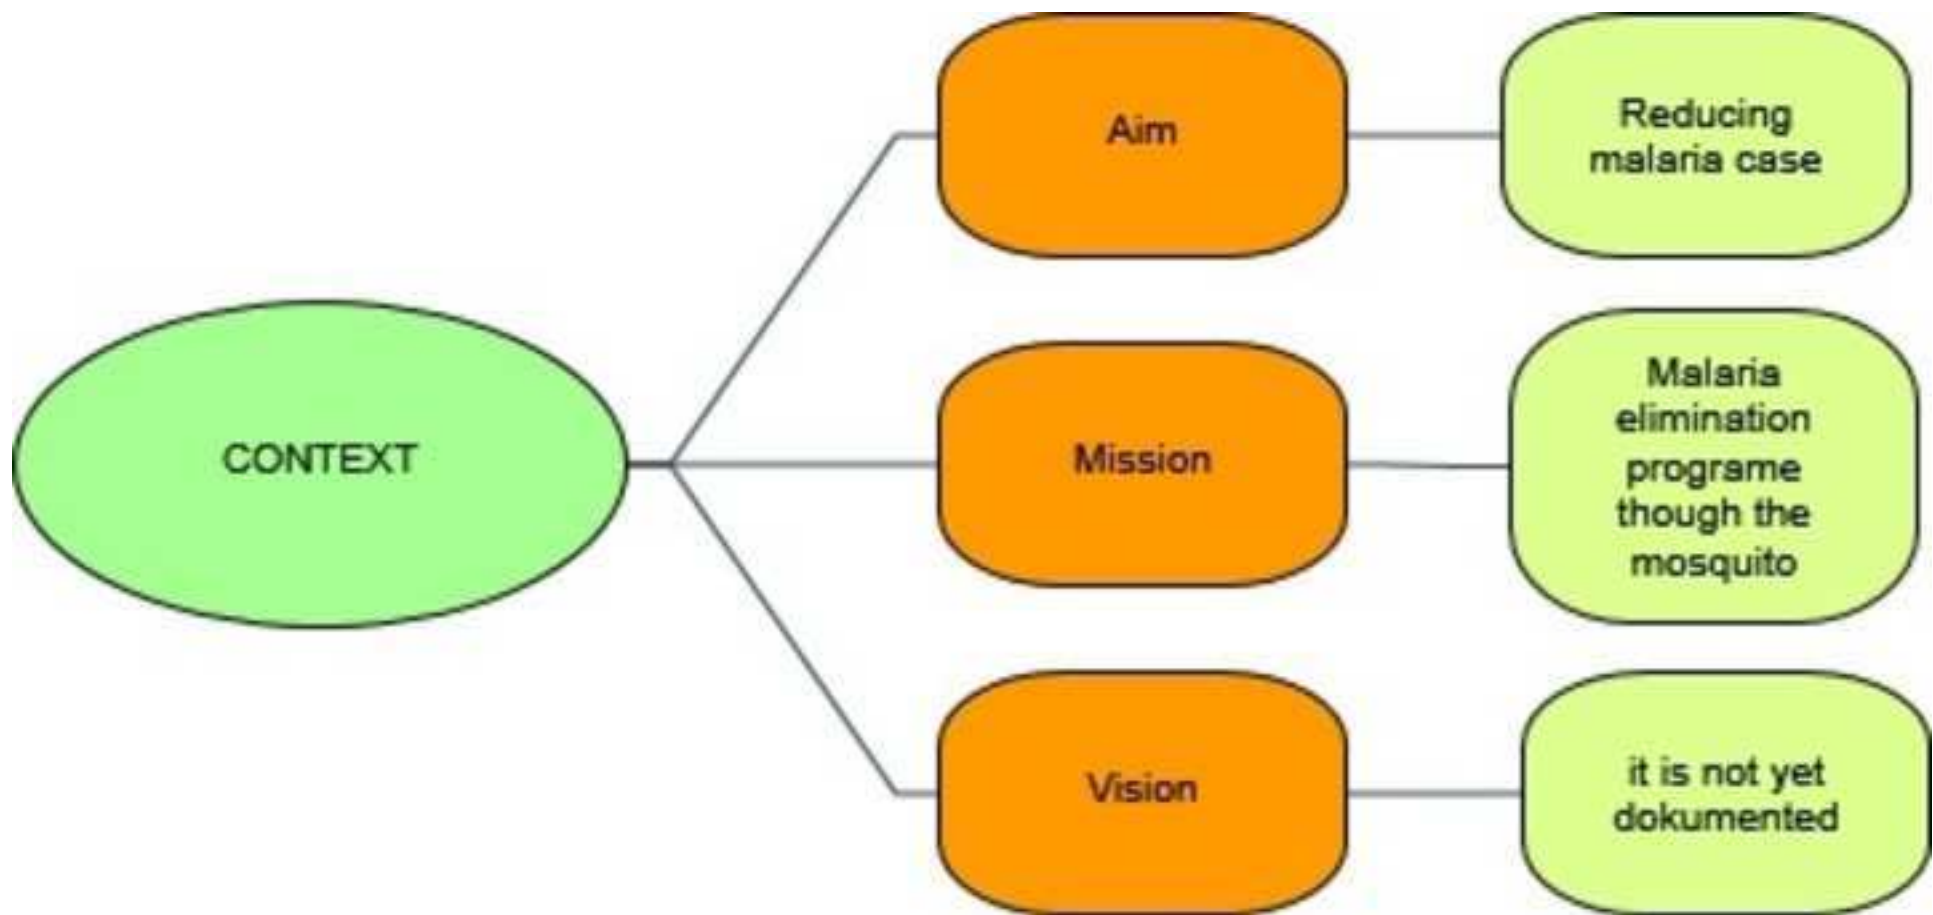 CONTEXT
Aim
Reducing
malaria case
Mission
Malaria
elimination
programe
though the
mosquito
Vision
it is not yet
dokumented